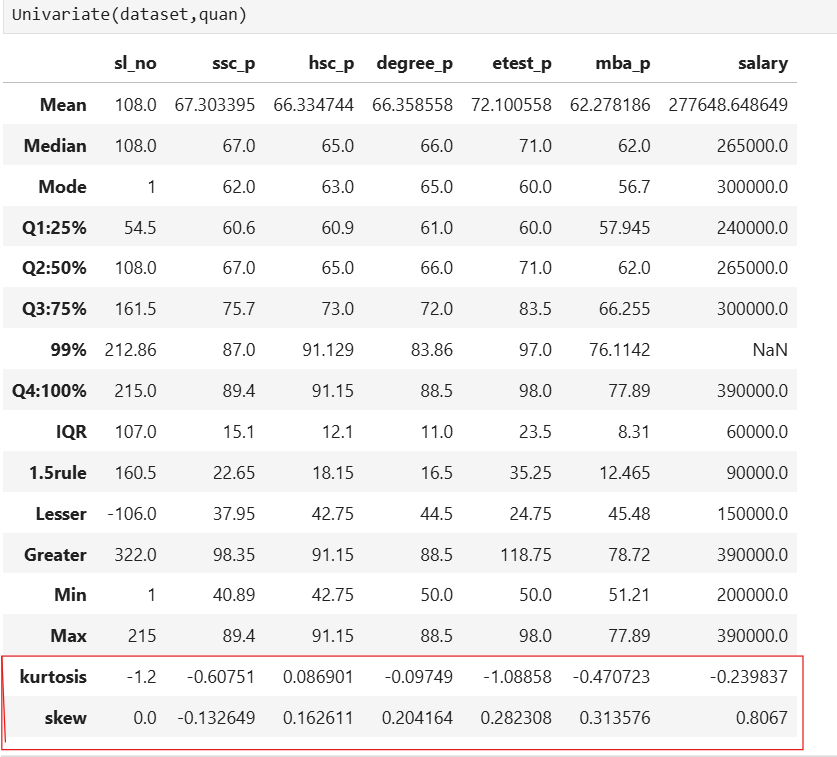 Univariate(dataset,quan)
sl_no ssc_p hsc_p degree_p etest_p mba_p salary
Mean 108.0 67.303395 66.334744 66.358558 72.100558 62.278186 277648.648649
Median 108.0 67.0 65.0 66.0 71.0 62.0 265000.0
Mode 1 62.0 63.0 65.0 60.0 56.7 300000.0
Q1:25% 54.5 60.6 60.9 61.0 60.0 57.945 240000.0
Q2:50% 108.0 67.0 65.0 66.0 71.0 62.0 265000.0
Q3:75% 161.5 75.7 73.0 72.0 83.5 66.255 300000.0
99% 212.86 87.0 91.129 83.86 97.0 76.1142 NaN
Q4:100% 215.0 89.4 91.15 88.5 98.0 77.89 390000.0
IQR 107.0 15.1 12.1 11.0 23.5 8.31 60000.0
1.5rule 160.5 22.65 18.15 16.5 35.25 12.465 90000.0
Lesser -106.0 37.95 42.75 44.5 24.75 45.48 150000.0
Greater 322.0 98.35 91.15 88.5 118.75 78.72 390000.0
Min 1 40.89 42.75 50.0 50.0 51.21 200000.0
Max 215 89.4 91.15 88.5 98.0 77.89 390000.0
kurtosis -1.2 -0.60751 0.086901 -0.09749 -1.08858 -0.470723 -0.239837
skew 0.0 -0.132649 0.162611 0.204164 0.282308 0.313576 0.8067